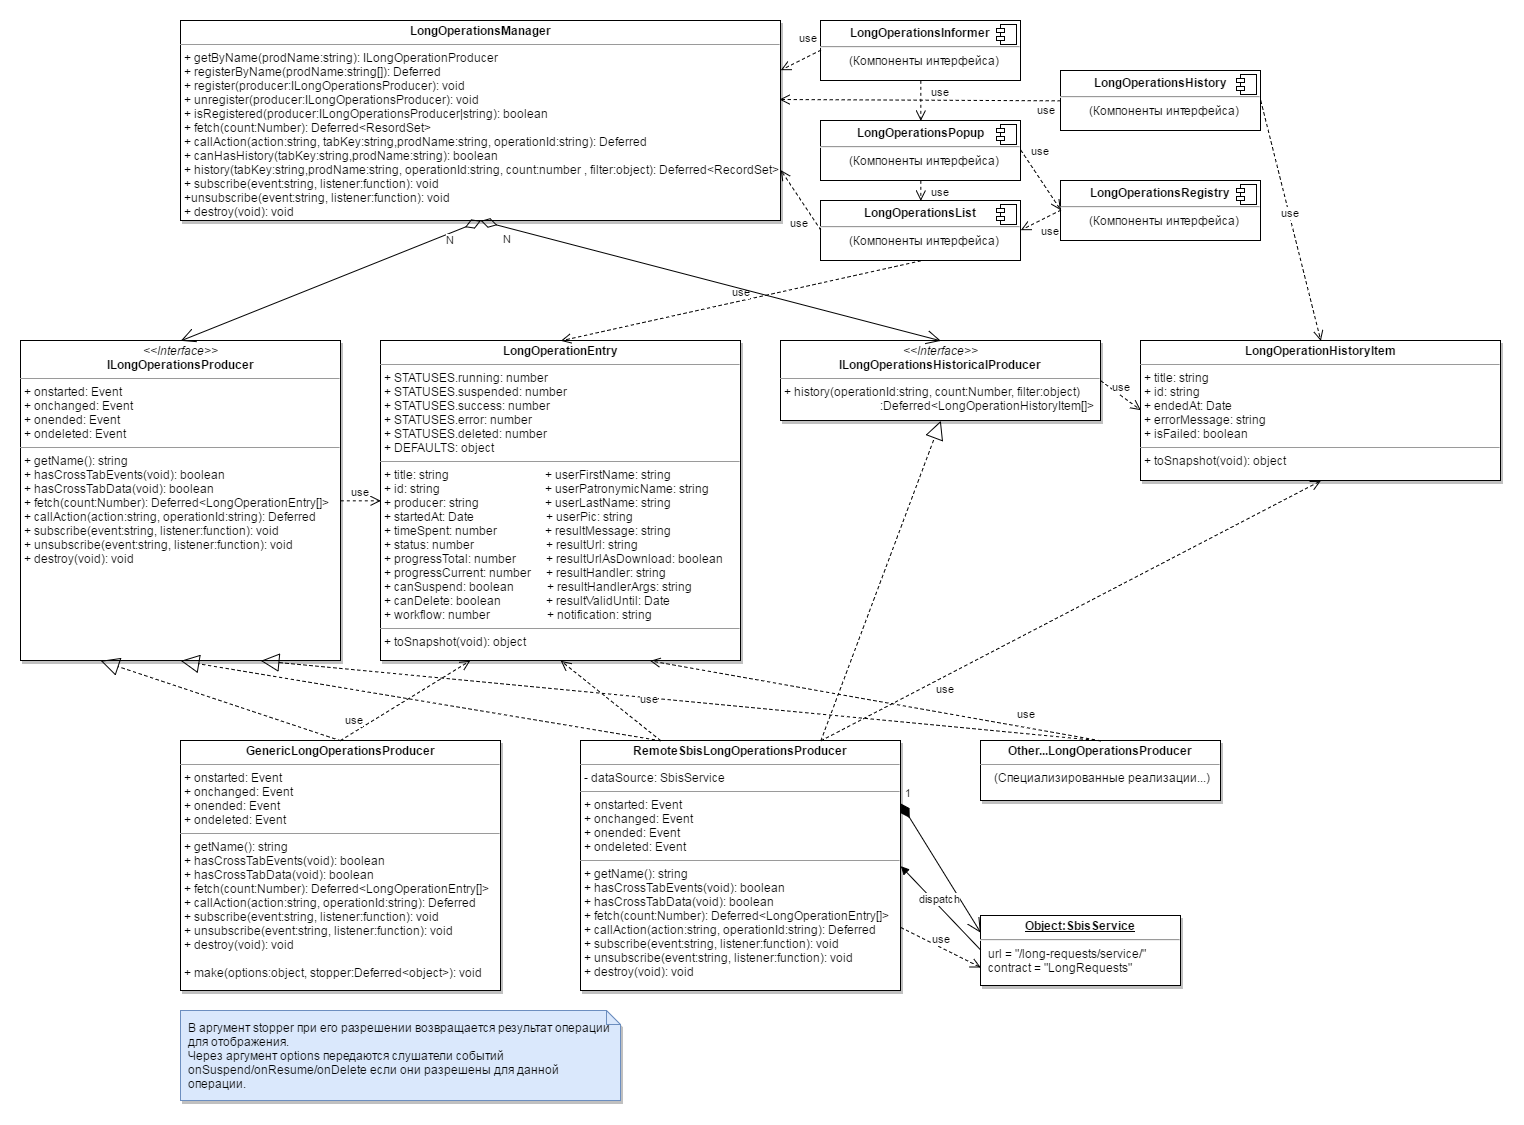 LongOperationsManager
+ getByName(prodName:string): ILongOperationProducer
+ registerByName(prodName:string[]): Deferred
+ register(producer:ILongOperationsProducer): void
+ unregister(producer:ILongOperationsProducer): void
+ isRegistered(producer:ILongOperationsProducer|string): boolean
+ fetch(count:Number): Deferred<ResordSet>
+ callAction(action:string, tabKey:string,prodName:string, operationId:string): Deferred
+ canHasHistory(tabKey:string,prodName:string): boolean
+ history(tabKey:string,prodName:string, operationId:string, count:number , filter:object): Deferred<RecordSet>
+ subscribe(event:string, listener:function): void
+unsubscribe(event:string, listener:function): void
+ destroy(void): void
use
LongOperationsInformer
(Компоненты интерфейса)
use
LongOperationsHistory
(Компоненты интерфейса)
use
LongOperationsPopup
(Компоненты интерфейса)
use
use
LongOperationsRegistry
(Компоненты интерфейса)
use
LongOperationsList
(Компоненты интерфейса)
use
use
use
N
N
use
<<Interface>>
ILongOperationsProducer
+ onstarted: Event
+ onchanged: Event
+ onended: Event
+ ondeleted: Event
+ getName(): string
+ hasCrossTabEvents(void): boolean
+ hasCrossTabData(void): boolean
+ fetch(count:Number): Deferred<LongOperationEntry[]>
+ callAction(action:string, operationId:string): Deferred
+ subscribe(event:string, listener:function): void
+ unsubscribe(event:string, listener:function): void
+ destroy(void): void
use
LongOperationEntry
+ STATUSES.running: number
+ STATUSES.suspended: number
+ STATUSES.success: number
+ STATUSES.error: number
+ STATUSES.deleted: number
+ DEFAULTS: object
+ title: string + userFirstName: string
+ id: string + userPatronymicName: string
+ producer: string + userLastName: string
+ startedAt: Date + userPic: string
+ timeSpent: number + resultMessage: string
+ status: number + resultUrl: string
+ progressTotal: number + resultUrlAsDownload: boolean
+ progressCurrent: number + resultHandler: string
+ canSuspend: boolean + resultHandlerArgs: string
+ canDelete: boolean + resultValidUntil: Date
+ workflow: number + notification: string
+ toSnapshot(void): object
<<Interface>>
ILongOperationsHistoricalProducer
+ history(operationId:string, count:Number, filter:object)
:Deferred<LongOperationHistoryItem[]>
use
LongOperationHistoryItem
+ title: string
+ id: string
+ endedAt: Date
+ errorMessage: string
+ isFailed: boolean
+ toSnapshot(void): object
use
use
use
use
GenericLongOperationsProducer
+ onstarted: Event
+ onchanged: Event
+ onended: Event
+ ondeleted: Event
+ getName(): string
+ hasCrossTabEvents(void): boolean
+ hasCrossTabData(void): boolean
+ fetch(count:Number): Deferred<LongOperationEntry[]>
+ callAction(action:string, operationId:string): Deferred
+ subscribe(event:string, listener:function): void
+ unsubscribe(event:string, listener:function): void
+ destroy(void): void
+ make(options:object, stopper:Deferred<object>): void
RemoteSbisLongOperationsProducer
- dataSource: SbisService
+ onstarted: Event
+ onchanged: Event
+ onended: Event
+ ondeleted: Event
+ getName(): string
+ hasCrossTabEvents(void): boolean
+ hasCrossTabData(void): boolean
+ fetch(count:Number): Deferred<LongOperationEntry[]>
+ callAction(action:string, operationId:string): Deferred
+ subscribe(event:string, listener:function): void
+ unsubscribe(event:string, listener:function): void
+ destroy(void): void
Other...LongOperationsProducer
(Специализированные реализации...)
1
dispatch
use
Object:SbisService
url = "/long-requests/service/"
contract = "LongRequests"
В аргумент stopper при его разрешении возвращается результат операции
для отображения.
Через аргумент options передаются слушатели событий
onSuspend/onResume/onDelete если они разрешены для данной
операции.